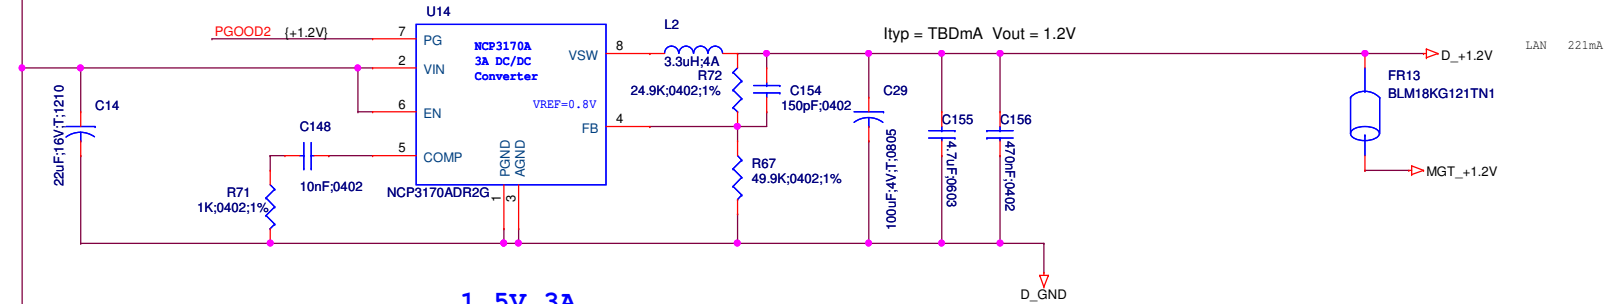 U14
PGOOD2 {+1.2V}
7
PG
2
VIN
6
EN
5
COMP
NCP3170A
3A DC/DC
Converter
VREF=0.8V
VSW
8
FB
4
PGND
AGND
1
3
NCP3170ADR2G
C14
22uF;16V;T;1210
C148
10nF;0402
R71
1K;0402;1%
L2
3.3uH;4A
R72
24.9K;0402;1%
C154
150pF;0402
R67
49.9K;0402;1%
Ityp = TBDmA Vout = 1.2V
C29
100uF;4V;T;0805
C155
4.7uF;0603
C156
470nF;0402
D_+1.2V
LAN 221mA
FR13
BLM18KG121TN1
MGT_+1.2V
D_GND